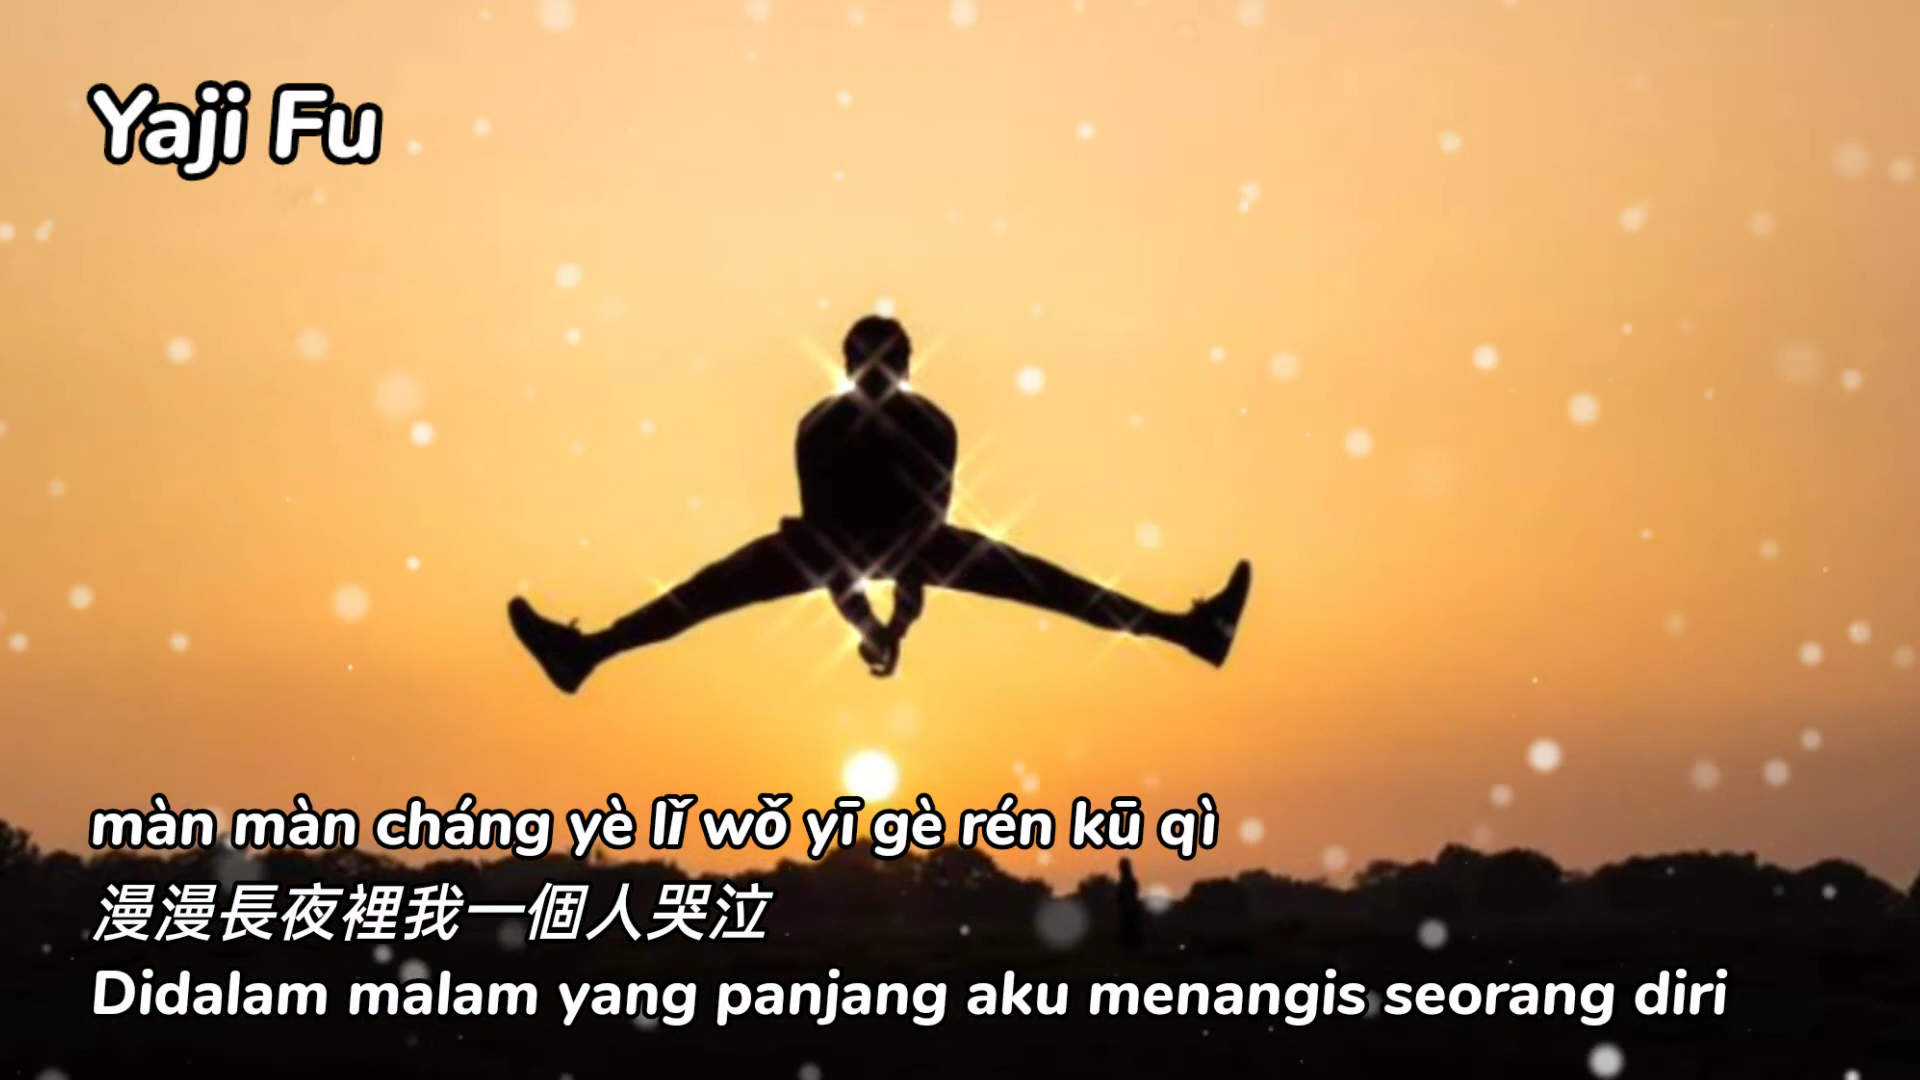 Yaji Fu
màn màn cháng yè lǐ wǒ yī gè rén kū qì
漫漫長夜裡我一個人哭泣
Didalam malam yang panjang aku menangis seorang diri